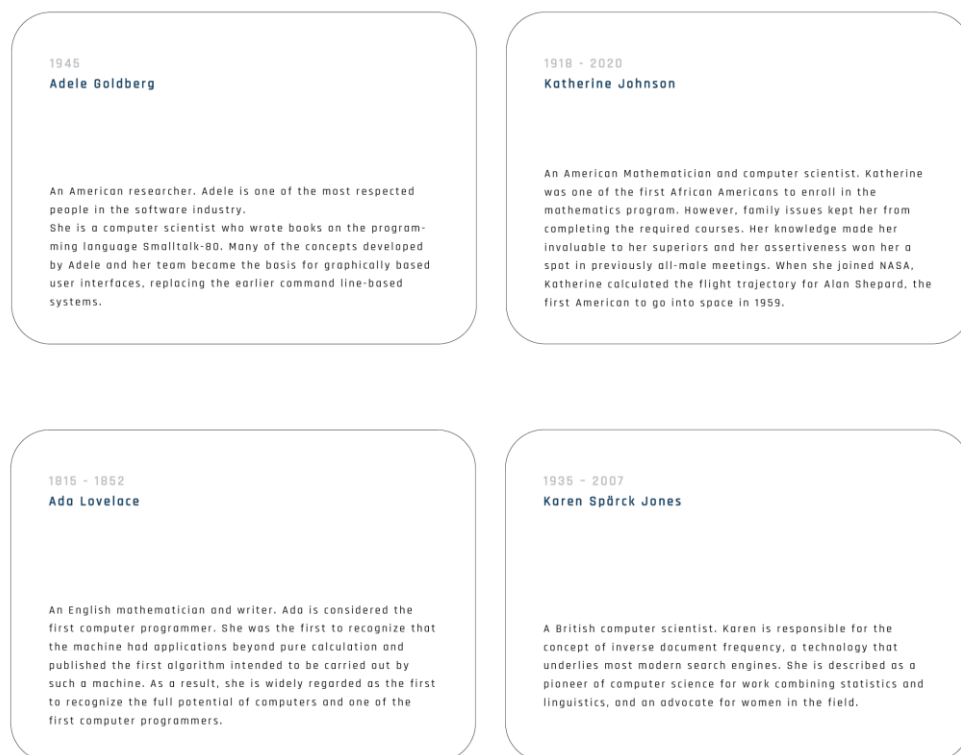 1945
Adele Goldberg
An American researcher. Adele is one of the most respected
people in the software industry.
She is a computer scientist who wrote books on the program-
ming language Smalltalk-80. Many of the concepts developed
by Adele and her team became the basis for graphically based
user interfaces, replacing the earlier command line-based
systems.
1918 - 2020
Katherine Johnson
An American Mathematician and computer scientist. Katherine
was one of the first African Americans to enroll in the
mathematics program. However, family issues kept her from
completing the required courses. Her knowledge made her
invaluable to her superiors and her assertiveness won her a
spot in previously all-male meetings. When she joined NASA,
Katherine calculated the flight trajectory for Alan Shepard, the
first American to go into space in 1959.
1815 - 1852
Ada Lovelace
An English mathematician and writer. Ada is considered the
first computer programmer. She was the first to recognize that
the machine had applications beyond pure calculation and
published the first algorithm intended to be carried out by
such a machine. As a result, she is widely regarded as the first
to recognize the full potential of computers and one of the
first computer programmers.
1935 – 2007
Karen Spärck Jones
A British computer scientist. Karen is responsible for the
concept of inverse document frequency, a technology that
underlies most modern search engines. She is described as a
pioneer of computer science for work combining statistics and
linguistics, and an advocate for women in the field.